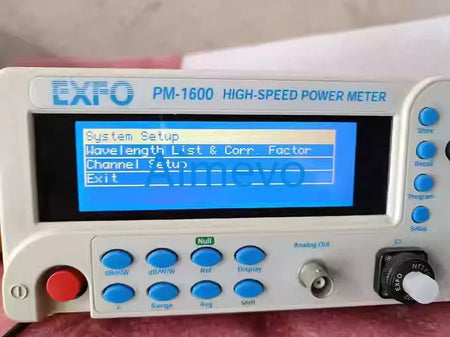 EXFO PM-1600 HIGH-SPEED POWER METER
System Setup
Wavelength List & Corr. Factor
Channel Setup
Exit
Aimevo
Store
Recall
Program
Setup
Null
dBm/W
dB/W/W
Ref
Display
Analog Out
λ
Range
Avg
Shift
EXFO